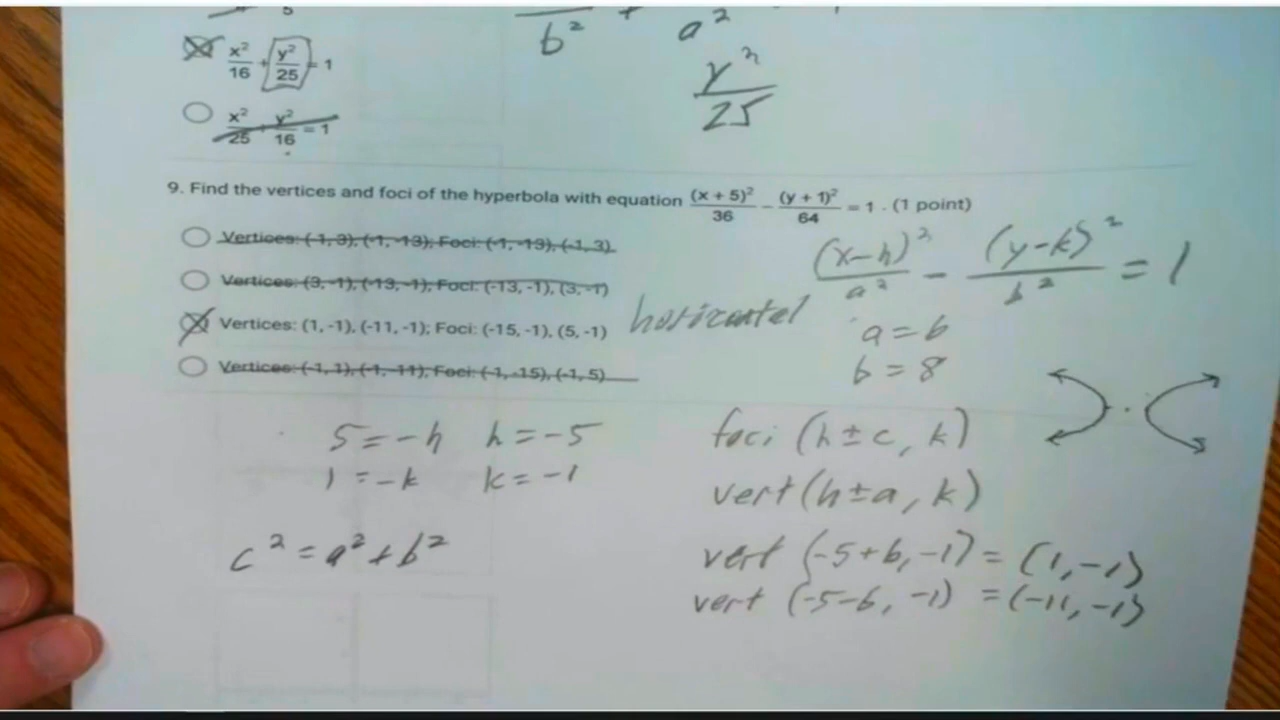 5
b² + a²
x²/16 + y²/25 = 1
y²/25
x²/25 + y²/16 = 1
9. Find the vertices and foci of the hyperbola with equation (x + 5)²/36 − (y + 1)²/64 = 1. (1 point)
Vertices: (-1, 3), (-1, -13); Foci: (-1, -13), (-1, 3)
(x-h)²/a² − (y-k)²/b² = 1
Vertices: (3, -1), (-13, -1); Foci: (-13, -1), (3, -1)
Vertices: (1, -1), (-11, -1); Foci: (-15, -1), (5, -1)
horizontal
a = 6
Vertices: (-1, 1), (-1, -11); Foci: (-1, -15), (-1, 5)
b = 8
5 = -h h = -5
foci (h ± c, k)
1 = -k k = -1
vert (h ± a, k)
c² = a² + b²
vert (-5+6, -1) = (1, -1)
vert (-5-6, -1) = (-11, -1)